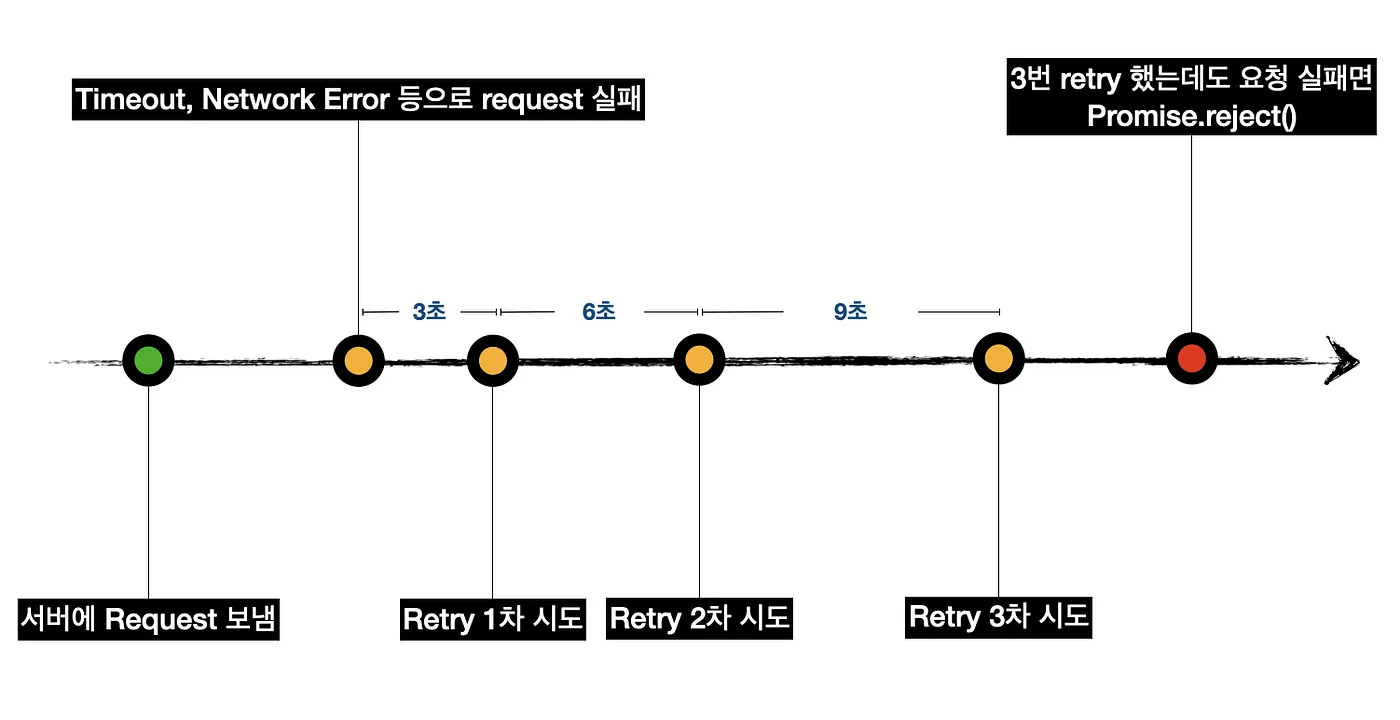 Timeout, Network Error 등으로 request 실패
3번 retry 했는데도 요청 실패면
Promise.reject()
3초
6초
9초
서버에 Request 보냄
Retry 1차 시도
Retry 2차 시도
Retry 3차 시도